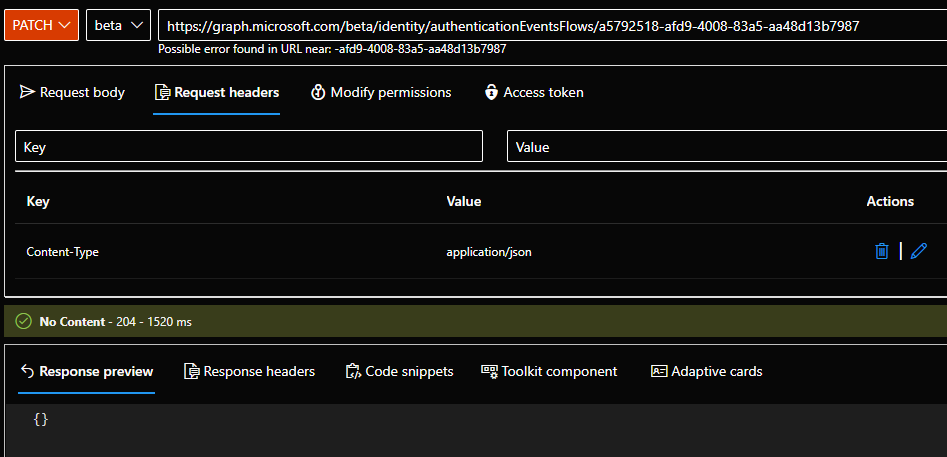 PATCH beta https://graph.microsoft.com/beta/identity/authenticationEventsFlows/a5792518-afd9-4008-83a5-aa48d13b7987
Possible error found in URL near: -afd9-4008-83a5-aa48d13b7987
Request body Request headers Modify permissions Access token
Key Value
Key Value Actions
Content-Type application/json
No Content - 204 - 1520 ms
Response preview Response headers Code snippets Toolkit component Adaptive cards
{}